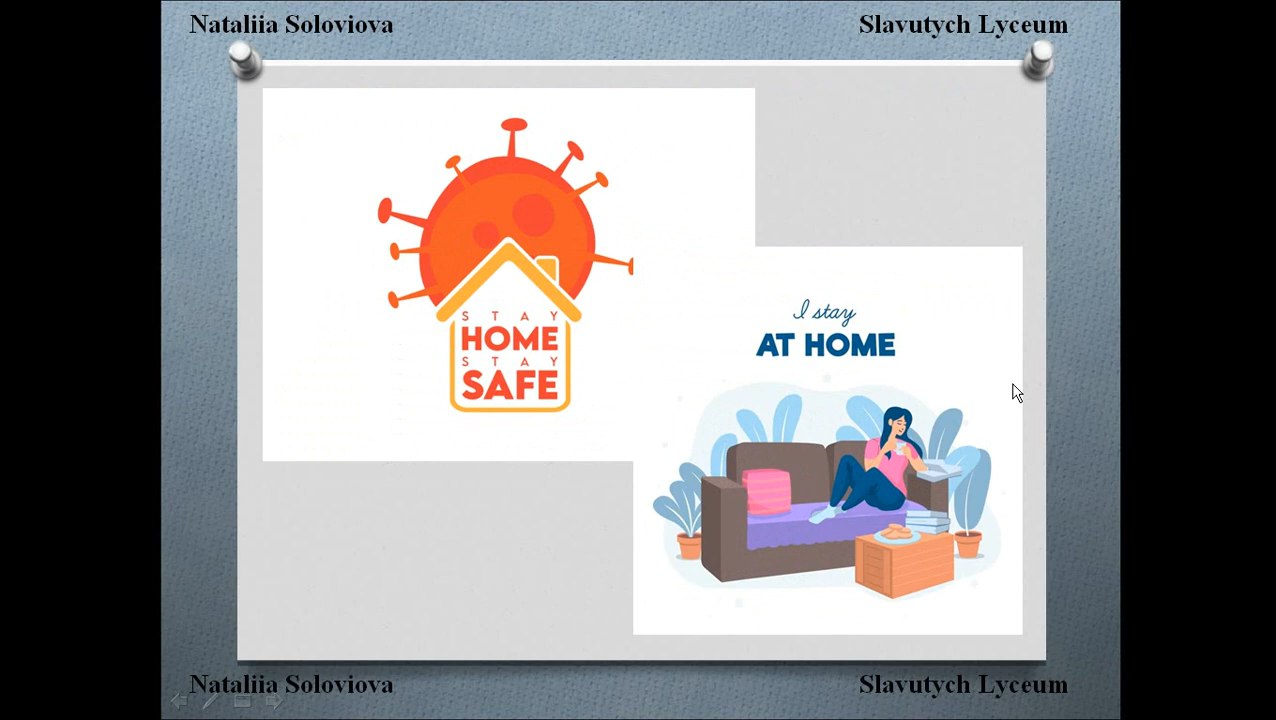 Nataliia Soloviova
Slavutych Lyceum
STAY
HOME
STAY
SAFE
I stay
AT HOME
Nataliia Soloviova
Slavutych Lyceum